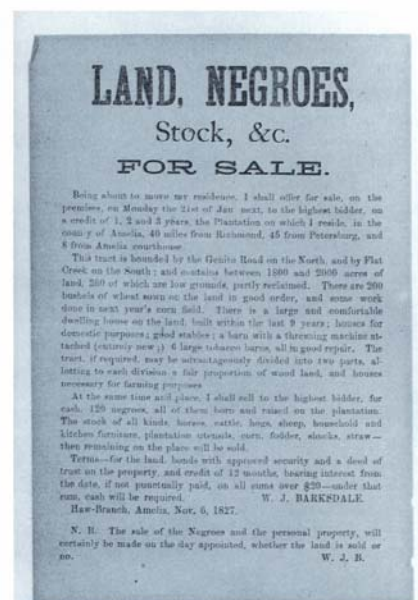 LAND, NEGROES,
Stock, &c.
FOR SALE.
Being about to move my residence, I shall offer for sale, on the
premises, on Monday the 21st of Jan next, to the highest bidder, on
a credit of 1, 2 and 3 years, the Plantation on which I reside, in the
county of Amelia, 40 miles from Richmond, 45 from Petersburg, and
8 from Amelia courthouse.
This tract is bounded by the Genito Road on the North, and by Flat
Creek on the South; and contains between 1800 and 2000 acres of
land, 250 of which are low grounds, partly reclaimed. There are 200
bushels of wheat sown on the land in good order, and some work
done in next year's corn field. There is a large and comfortable
dwelling house on the land, built within the last 9 years; houses for
domestic purposes; good stables; a barn with a threshing machine at-
tached (entirely new;) 6 large tobacco barns, all in good repair. The
tract, if required, may be advantageously divided into two parts, al-
lotting to each division a fair proportion of wood land, and houses
necessary for farming purposes
At the same time and place, I shall sell to the highest bidder, for
cash, 120 negroes, all of them born and raised on the plantation.
The stock of all kinds, horses, cattle, hogs, sheep, household and
kitchen furniture, plantation utensils, corn, fodder, shucks, straw—
then remaining on the place will be sold.
Terms—for the land, bonds with approved security and a deed of
trust on the property, and credit of 12 months, bearing interest from
the date, if not punctually paid, on all sums over $20—under that
sum, cash will be required. W. J. BARKSDALE.
Haw-Branch, Amelia, Nov. 6, 1827.
N. B. The sale of the Negroes and the personal property, will
certainly be made on the day appointed, whether the land is sold or
no. W. J. B.